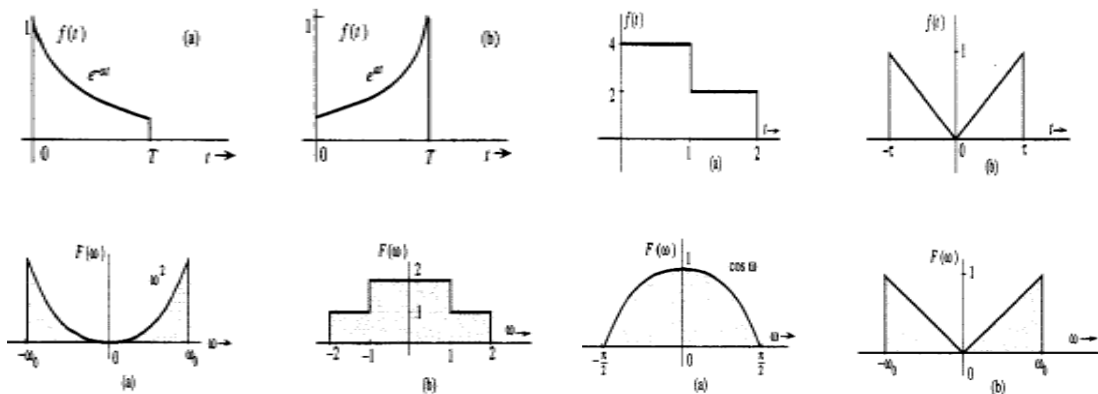 1
f(t)
(a)
e^{-at}
0
T
t →
1
f(t)
(b)
e^{at}
0
T
t →
f(t)
4
2
t →
1
2
(a)
f(t)
1
t →
-τ
0
τ
(b)
F(ω)
ω²
ω →
-ω₀
0
ω₀
(a)
F(ω)
2
1
ω →
-2
-1
1
2
(b)
F(ω)
1
cos ω
ω →
-π/2
0
π/2
(a)
F(ω)
1
ω →
-ω₀
0
ω₀
(b)